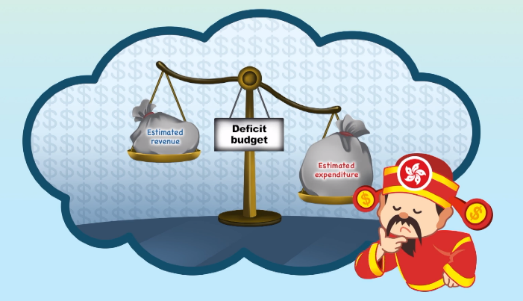 Estimated
revenue
Deficit
budget
Estimated
expenditure